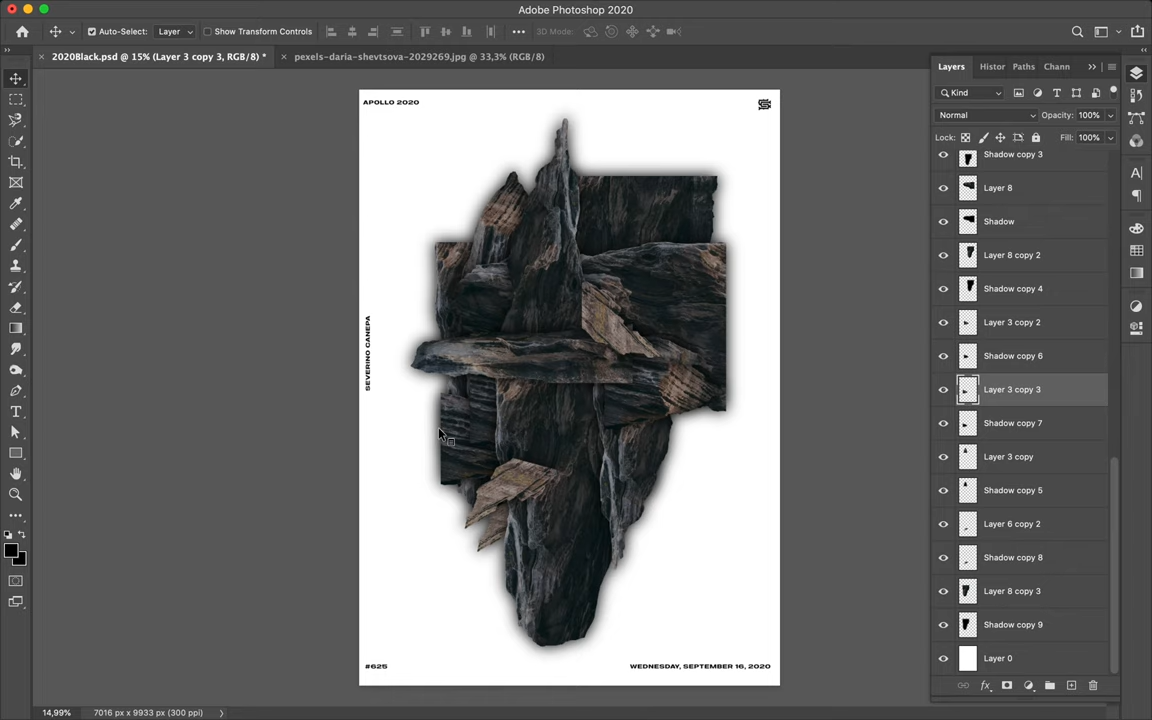 Adobe Photoshop 2020
Auto-Select: Layer Show Transform Controls 3D Mode:
2020Black.psd @ 15% (Layer 3 copy 3, RGB/8) *
pexels-daria-shevtsova-2029269.jpg @ 33,3% (RGB/8)
Layers Histor Paths Chann
Kind
Normal Opacity: 100%
Lock: Fill: 100%
Shadow copy 3
Layer 8
Shadow
Layer 8 copy 2
Shadow copy 4
Layer 3 copy 2
Shadow copy 6
Layer 3 copy 3
Shadow copy 7
Layer 3 copy
Shadow copy 5
Layer 6 copy 2
Shadow copy 8
Layer 8 copy 3
Shadow copy 9
Layer 0
fx
APOLLO 2020
SEVERINO CANEPA
#625
WEDNESDAY, SEPTEMBER 16, 2020
14,99% 7016 px x 9933 px (300 ppi)